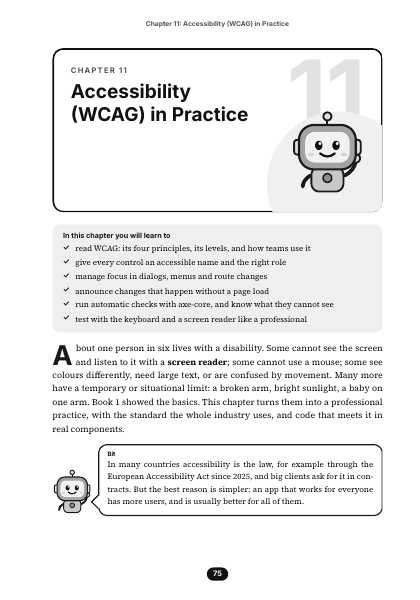 Chapter 11: Accessibility (WCAG) in Practice
CHAPTER 11
11
Accessibility
(WCAG) in Practice
In this chapter you will learn to
✓ read WCAG: its four principles, its levels, and how teams use it
✓ give every control an accessible name and the right role
✓ manage focus in dialogs, menus and route changes
✓ announce changes that happen without a page load
✓ run automatic checks with axe-core, and know what they cannot see
✓ test with the keyboard and a screen reader like a professional
About one person in six lives with a disability. Some cannot see the screen
and listen to it with a screen reader; some cannot use a mouse; some see
colours differently, need large text, or are confused by movement. Many more
have a temporary or situational limit: a broken arm, bright sunlight, a baby on
one arm. Book 1 showed the basics. This chapter turns them into a professional
practice, with the standard the whole industry uses, and code that meets it in
real components.
Bit
In many countries accessibility is the law, for example through the
European Accessibility Act since 2025, and big clients ask for it in con-
tracts. But the best reason is simpler: an app that works for everyone
has more users, and is usually better for all of them.
75